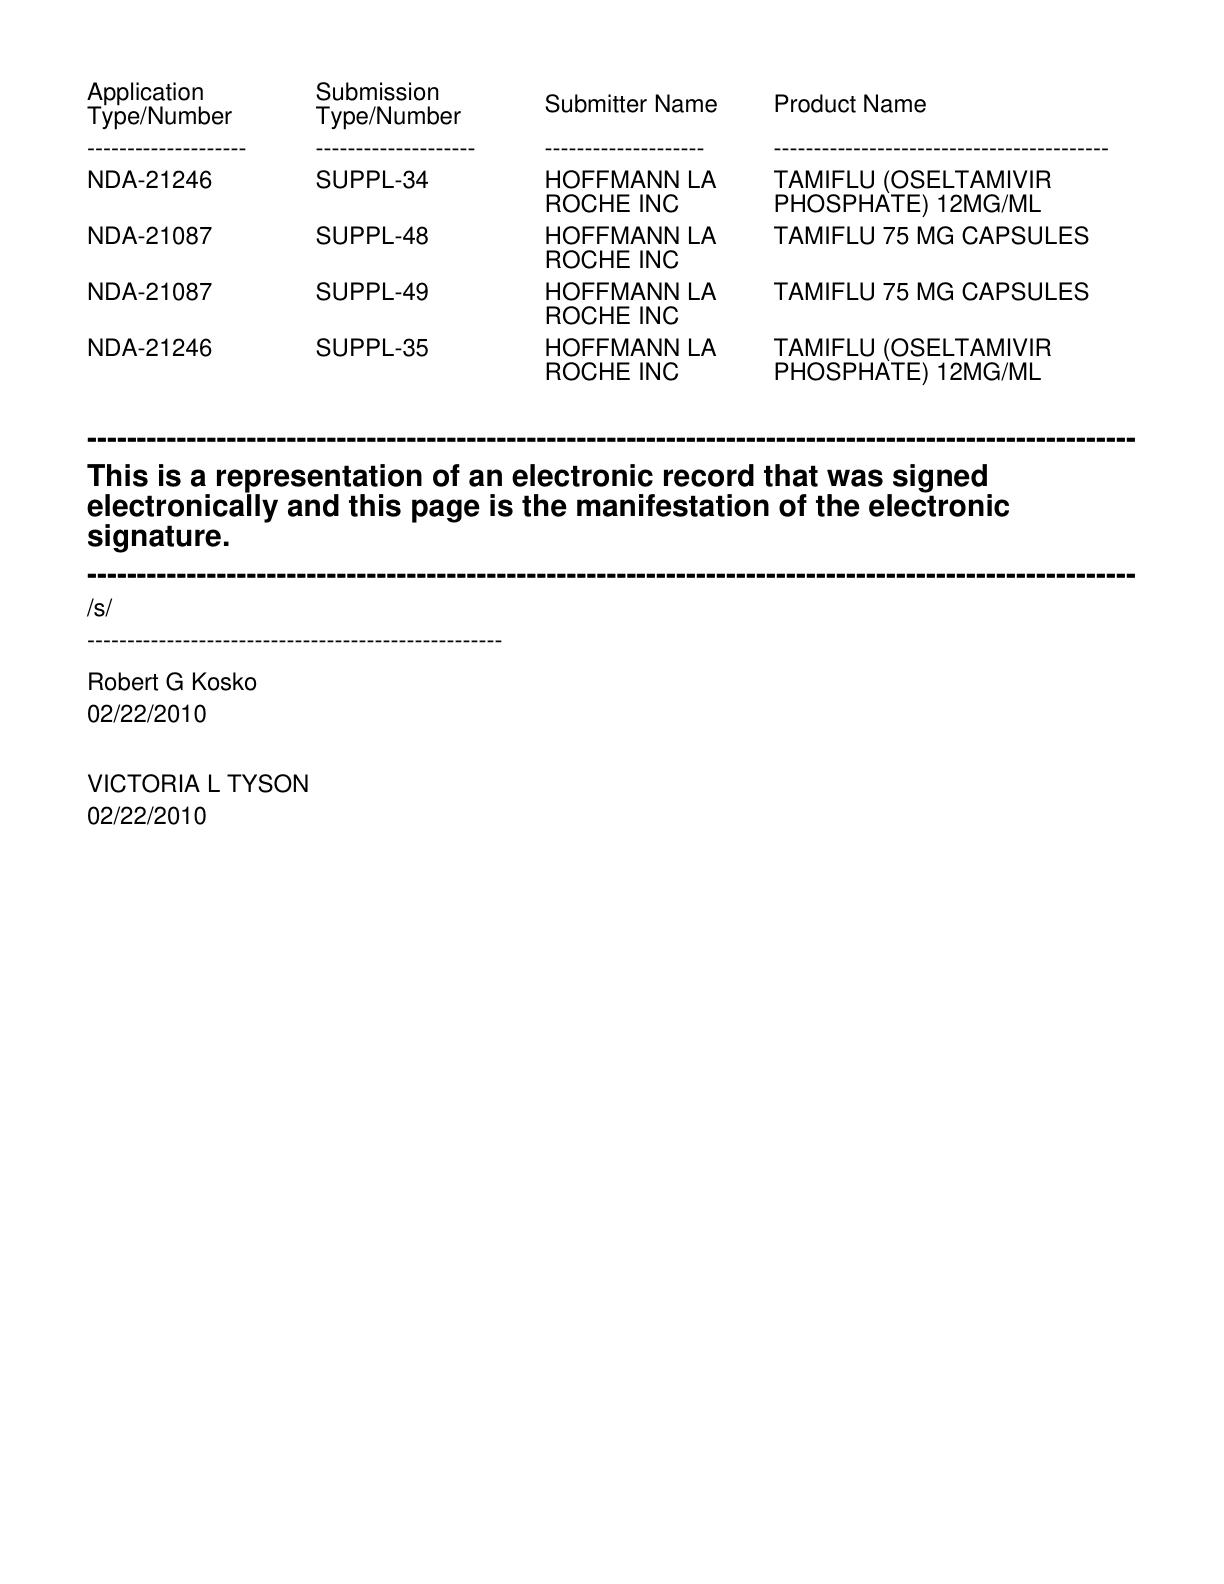 Application Type/Number Submission Type/Number Submitter Name Product Name
-------------------- -------------------- -------------------- ------------------------------------------
NDA-21246 SUPPL-34 HOFFMANN LA TAMIFLU (OSELTAMIVIR
ROCHE INC PHOSPHATE) 12MG/ML
NDA-21087 SUPPL-48 HOFFMANN LA TAMIFLU 75 MG CAPSULES
ROCHE INC
NDA-21087 SUPPL-49 HOFFMANN LA TAMIFLU 75 MG CAPSULES
ROCHE INC
NDA-21246 SUPPL-35 HOFFMANN LA TAMIFLU (OSELTAMIVIR
ROCHE INC PHOSPHATE) 12MG/ML
---------------------------------------------------------------------------------------------------------
This is a representation of an electronic record that was signed
electronically and this page is the manifestation of the electronic
signature.
---------------------------------------------------------------------------------------------------------
/s/
----------------------------------------------------
Robert G Kosko
02/22/2010
VICTORIA L TYSON
02/22/2010